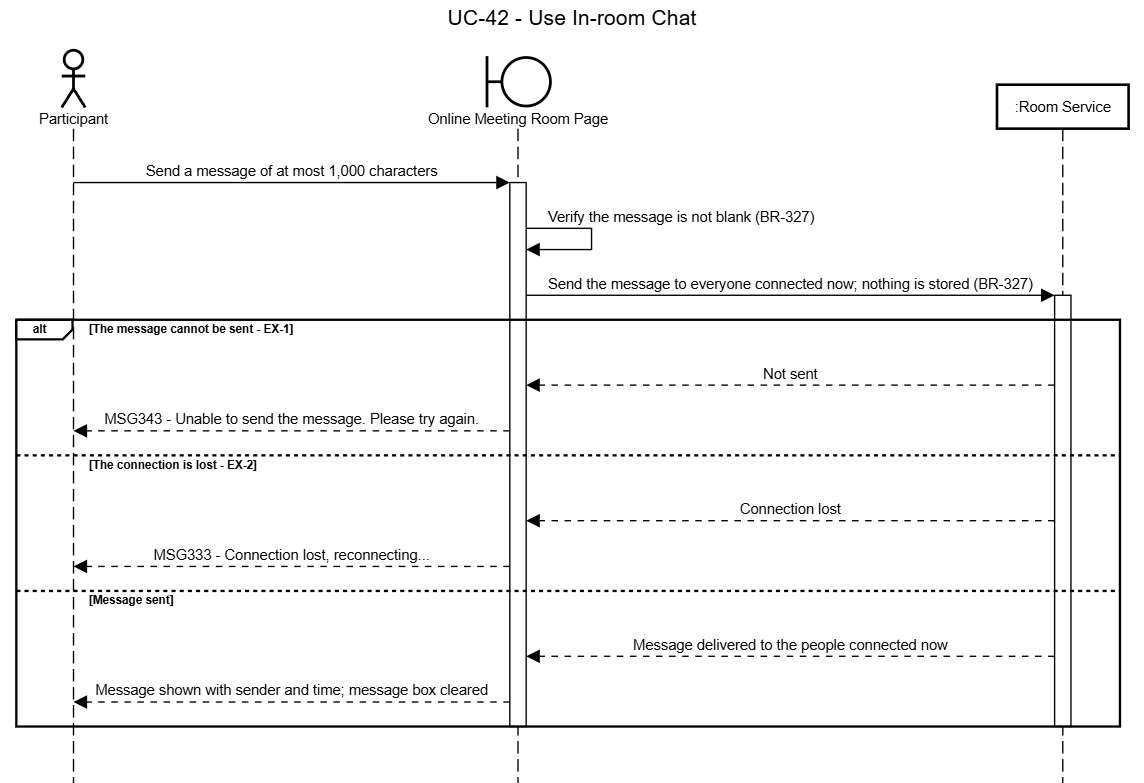 UC-42 - Use In-room Chat
Participant
Online Meeting Room Page
:Room Service
Send a message of at most 1,000 characters
Verify the message is not blank (BR-327)
Send the message to everyone connected now; nothing is stored (BR-327)
alt
[The message cannot be sent - EX-1]
Not sent
MSG343 - Unable to send the message. Please try again.
[The connection is lost - EX-2]
Connection lost
MSG333 - Connection lost, reconnecting...
[Message sent]
Message delivered to the people connected now
Message shown with sender and time; message box cleared